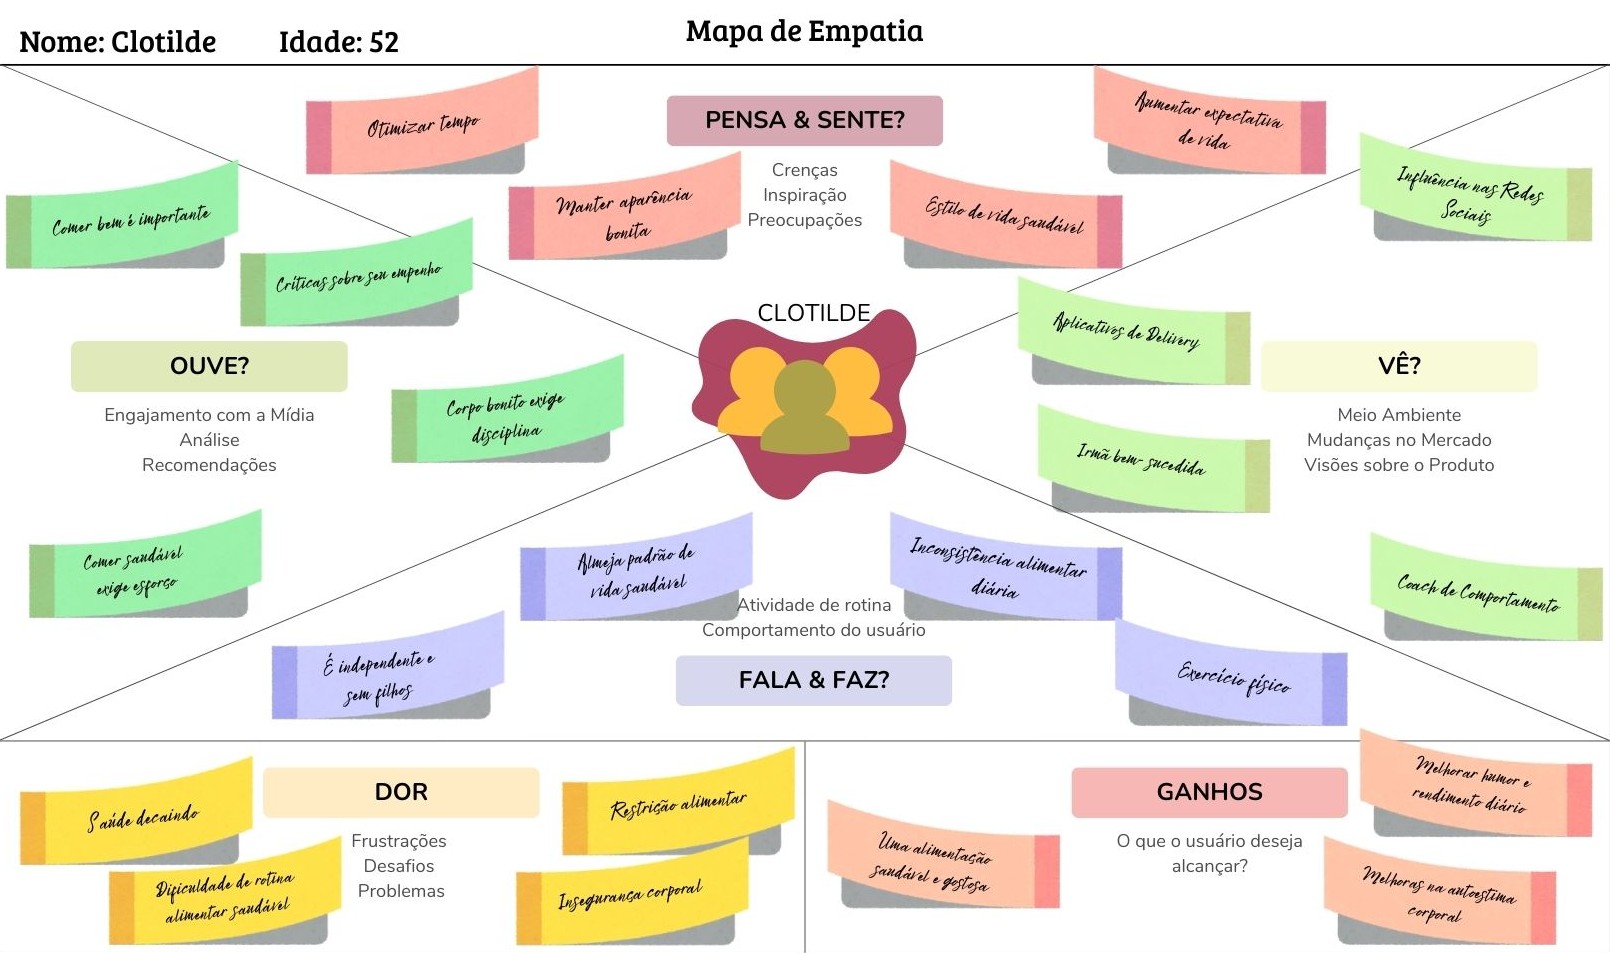 Nome: Clotilde
Idade: 52
Mapa de Empatia
PENSA & SENTE?
Crenças
Inspiração
Preocupações
Otimizar tempo
Manter aparência
bonita
Estilo de vida saudável
Aumentar expectativa
de vida
OUVE?
Engajamento com a Mídia
Análise
Recomendações
Comer bem é importante
Críticas sobre seu empenho
Corpo bonito exige
disciplina
Comer saudável
exige esforço
CLOTILDE
VÊ?
Meio Ambiente
Mudanças no Mercado
Visões sobre o Produto
Influência nas Redes
Sociais
Aplicativos de Delivery
Irmã bem-sucedida
Coach de Comportamento
Almeja padrão de
vida saudável
Inconsistência alimentar
diária
É independente e
sem filhos
Exercício físico
Atividade de rotina
Comportamento do usuário
FALA & FAZ?
DOR
Frustrações
Desafios
Problemas
Saúde decaindo
Dificuldade de rotina
alimentar saudável
Restrição alimentar
Insegurança corporal
GANHOS
O que o usuário deseja
alcançar?
Uma alimentação
saudável e gostosa
Melhorar humor e
rendimento diário
Melhoras na autoestima
corporal